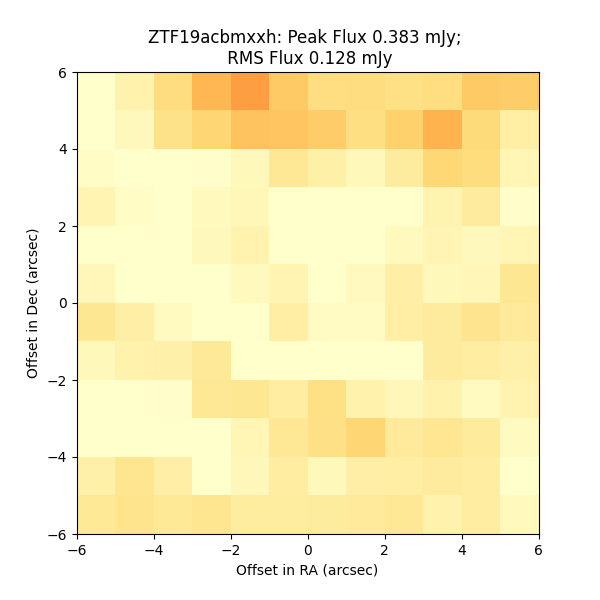 ZTF19acbmxxh: Peak Flux 0.383 mJy;
RMS Flux 0.128 mJy
6
4
2
0
−2
−4
−6
Offset in Dec (arcsec)
−6 −4 −2 0 2 4 6
Offset in RA (arcsec)